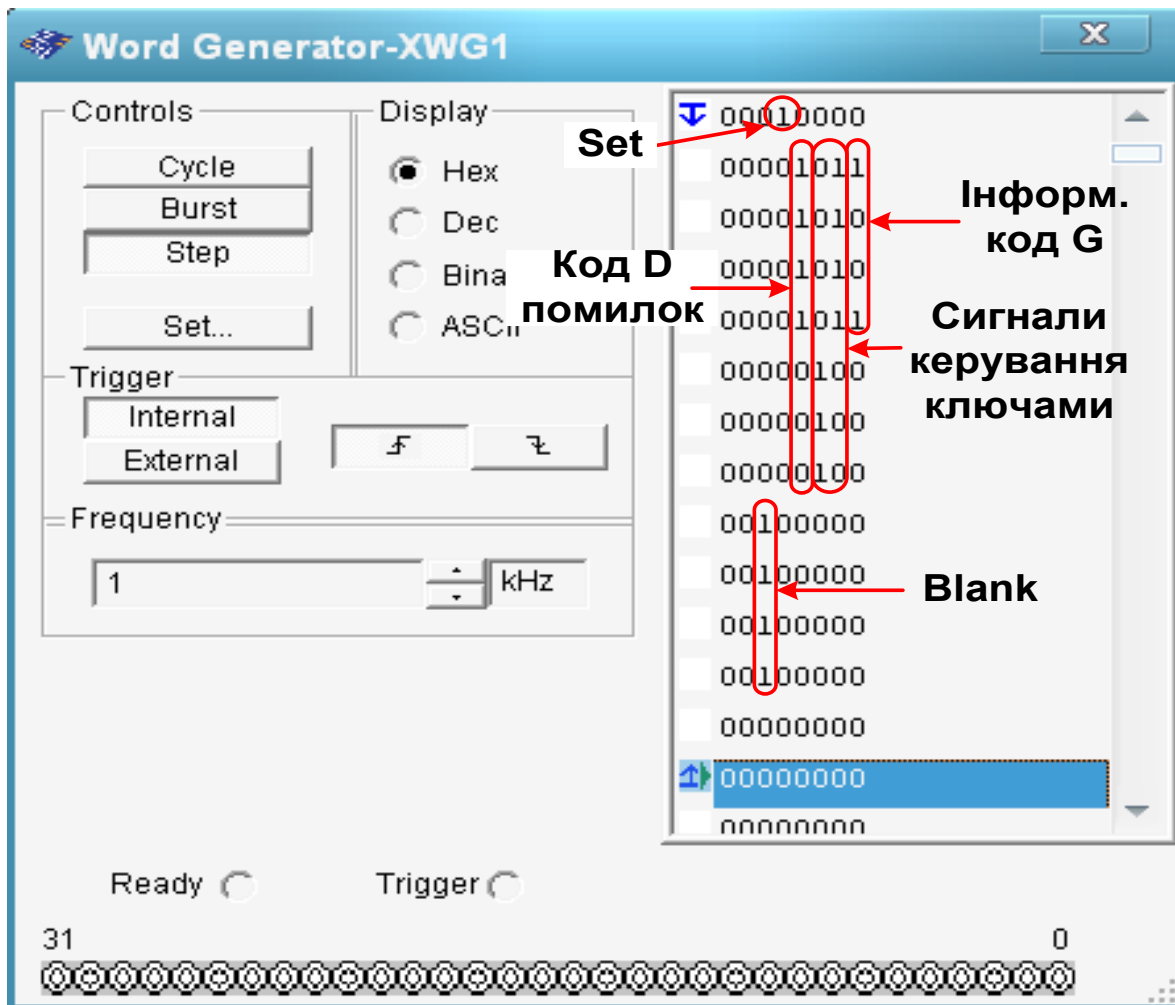 Word Generator-XWG1
Controls
Cycle
Burst
Step
Set...
Display
Hex
Dec
Bina
ASCII
Trigger
Internal
External
Frequency
1
kHz
Set
Код D
помилок
00010000
00001011
00001010
00001010
00001011
00000100
00000100
00000100
00100000
00100000
00100000
00100000
00000000
00000000
00000000
Інформ.
код G
Сигнали
керування
ключами
Blank
Ready
Trigger
31
0